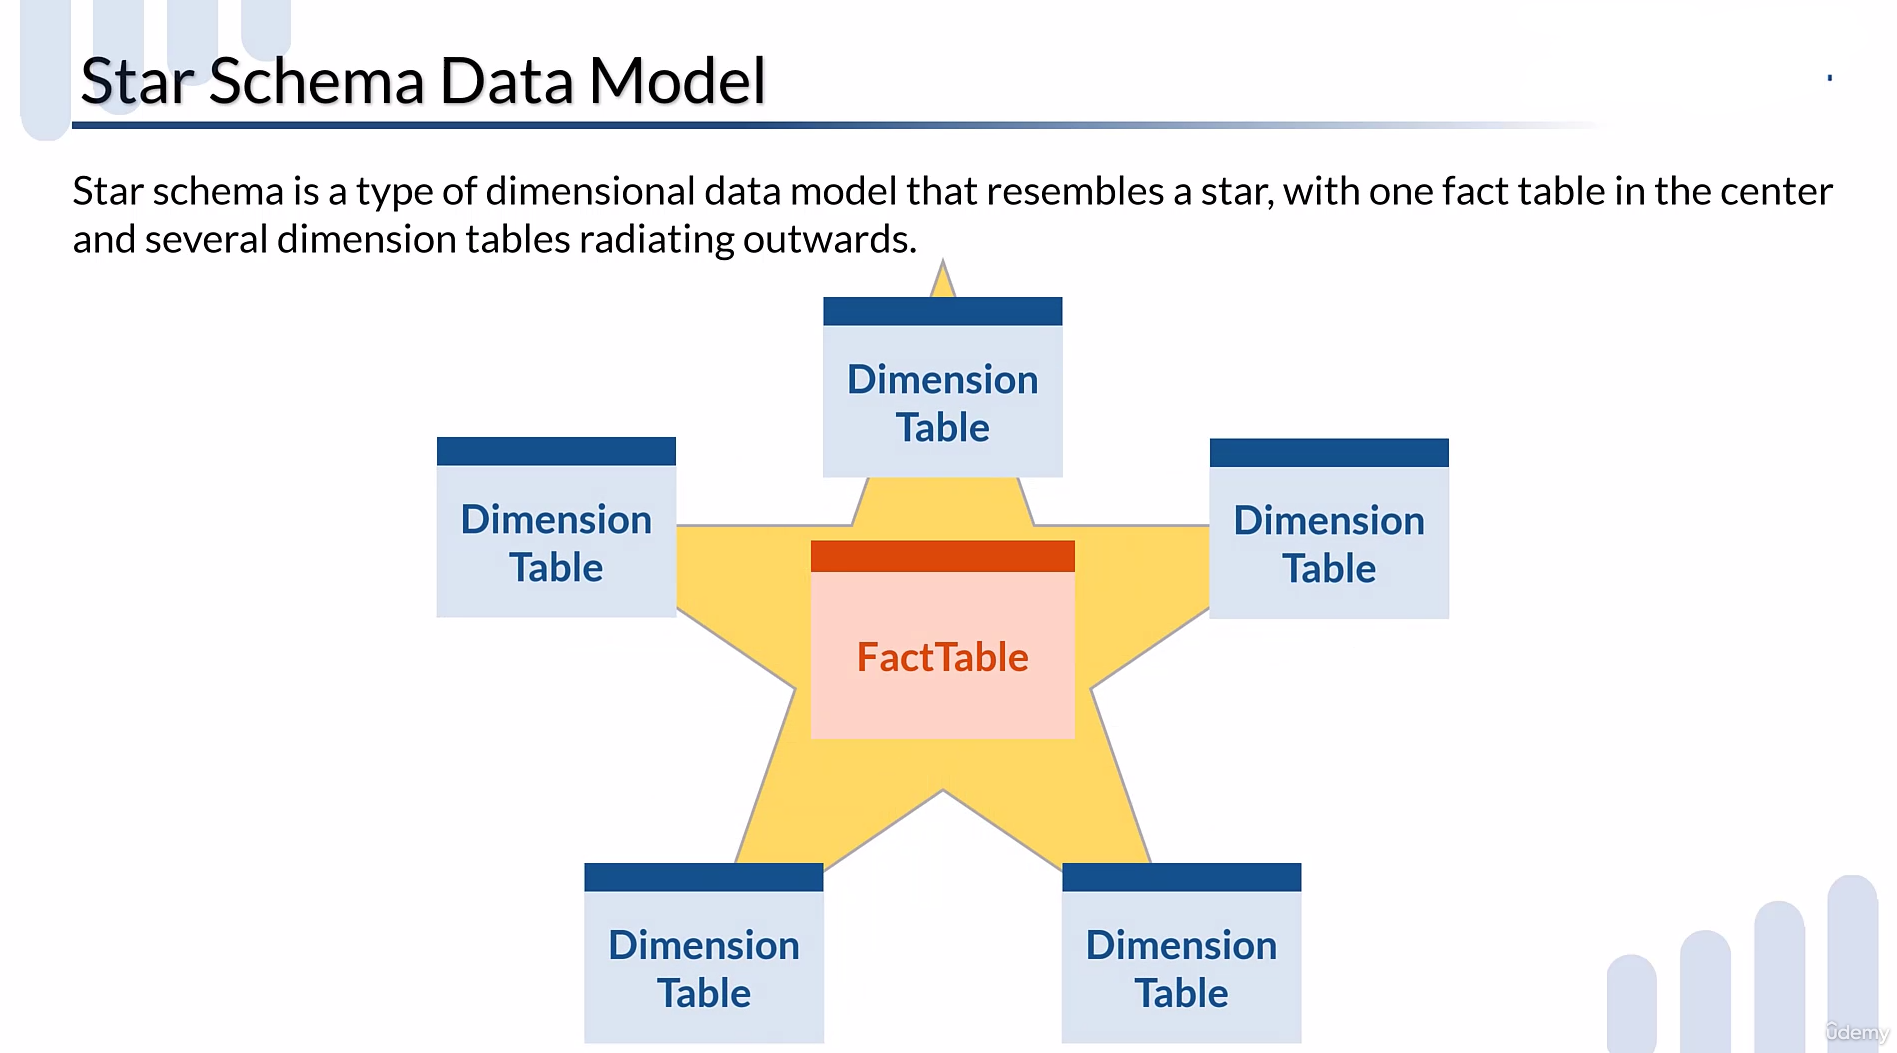 Star Schema Data Model
Star schema is a type of dimensional data model that resembles a star, with one fact table in the center
and several dimension tables radiating outwards.
Dimension
Table
Dimension
Table
Dimension
Table
FactTable
Dimension
Table
Dimension
Table
udemy